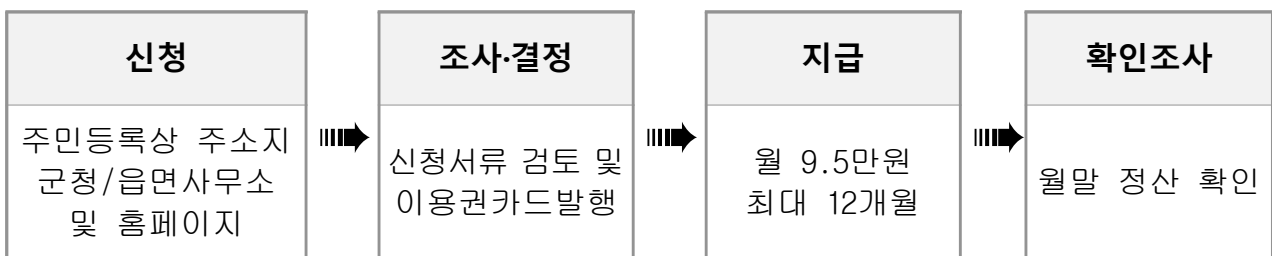 신청
주민등록상 주소지
군청/읍면사무소
및 홈페이지
조사·결정
신청서류 검토 및
이용권카드발행
지급
월 9.5만원
최대 12개월
확인조사
월말 정산 확인